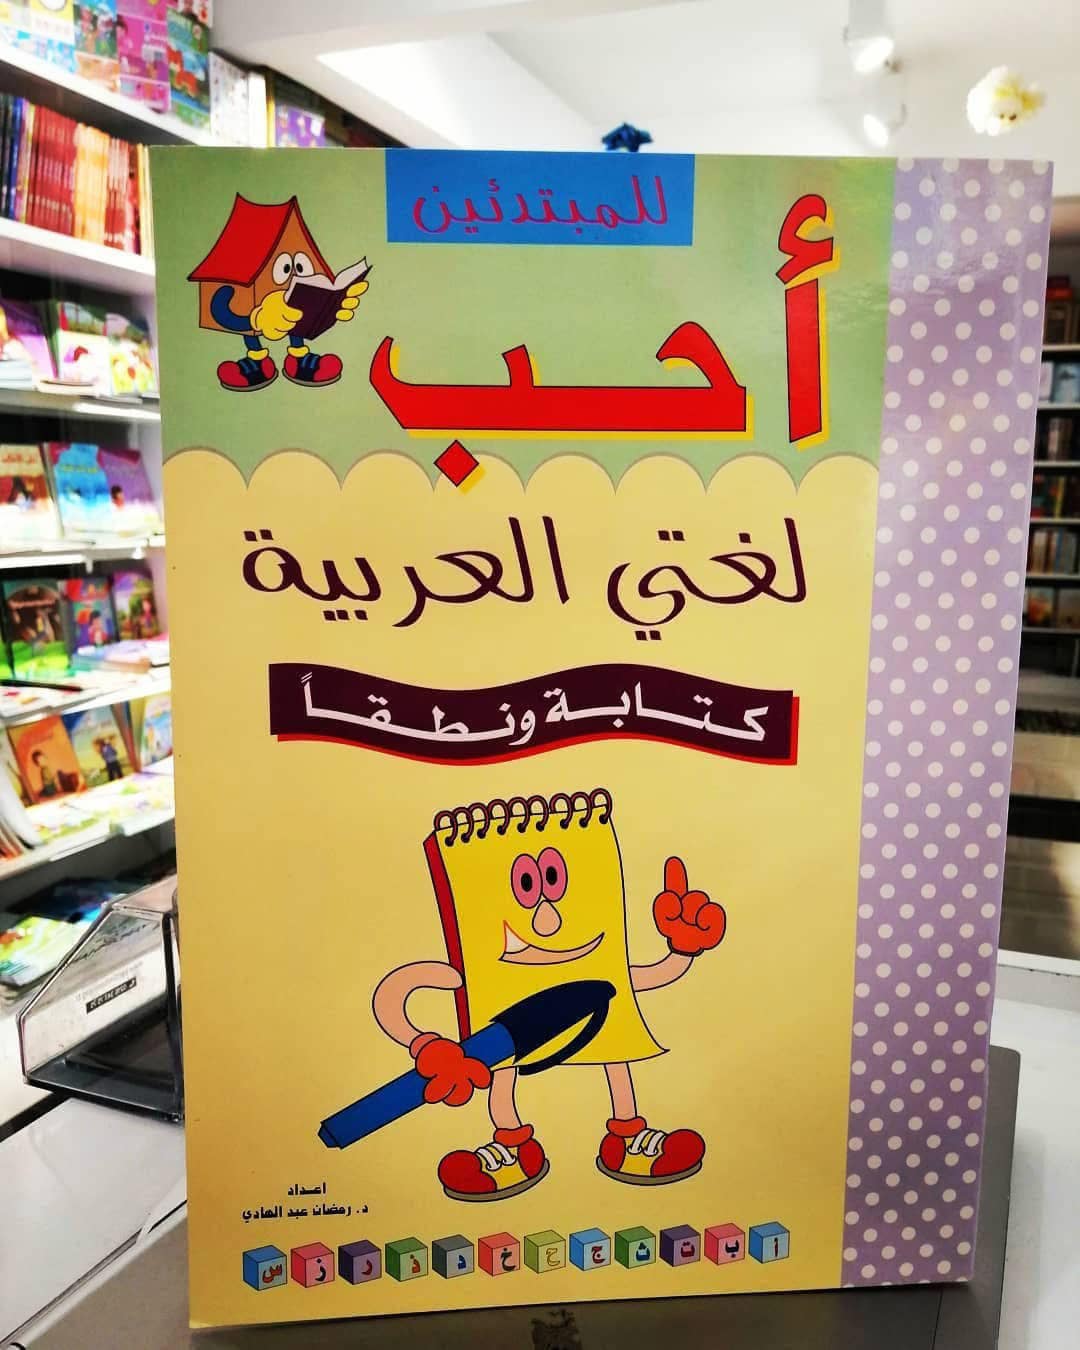 للمبتدئين
أحب
لغتي العربية
كتابة ونطقاً
اعداد
د. رمضان عبد الهادي
أ ب ت ث ج ح خ د ذ ر ز س